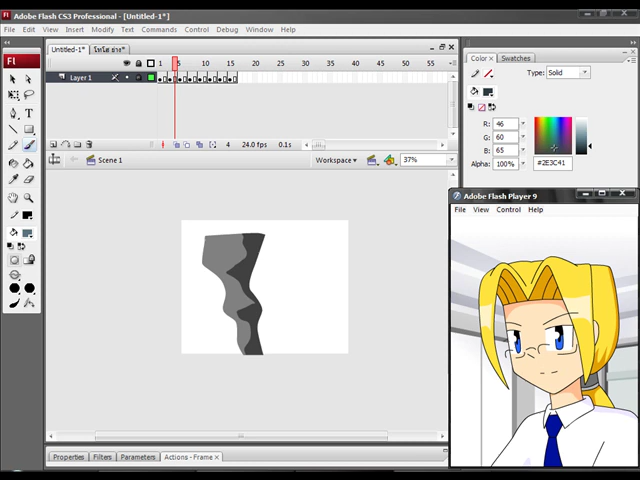 Adobe Flash CS3 Professional - [Untitled-1*]
File Edit View Insert Modify Text Commands Control Debug Window Help
Untitled-1*
Fl
1 5 10 15 20 25 30 35 40 45 50 55
Layer 1
4 24.0 fps 0.1s
Scene 1 Workspace 37%
Color × Swatches
Type: Solid
R: 46
G: 60
B: 65
Alpha: 100% #2E3C41
Adobe Flash Player 9
File View Control Help
Properties Filters Parameters Actions - Frame ×